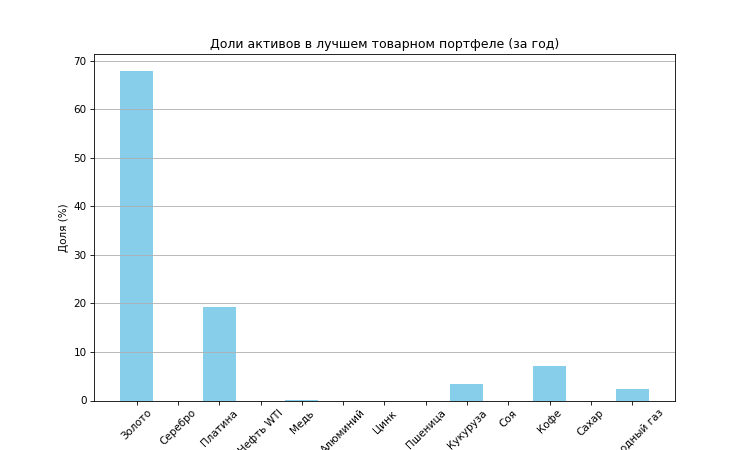 Доли активов в лучшем товарном портфеле (за год)
Доля (%)
70
60
50
40
30
20
10
0
Золото
Серебро
Платина
Нефть WTI
Медь
Алюминий
Цинк
Пшеница
Кукуруза
Соя
Кофе
Сахар
газ